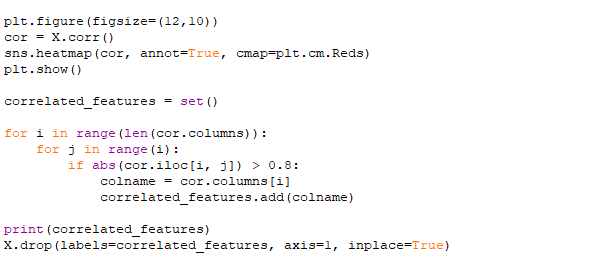 plt.figure(figsize=(12,10))
cor = X.corr()
sns.heatmap(cor, annot=True, cmap=plt.cm.Reds)
plt.show()

correlated_features = set()

for i in range(len(cor.columns)):
    for j in range(i):
        if abs(cor.iloc[i, j]) > 0.8:
            colname = cor.columns[i]
            correlated_features.add(colname)

print(correlated_features)
X.drop(labels=correlated_features, axis=1, inplace=True)